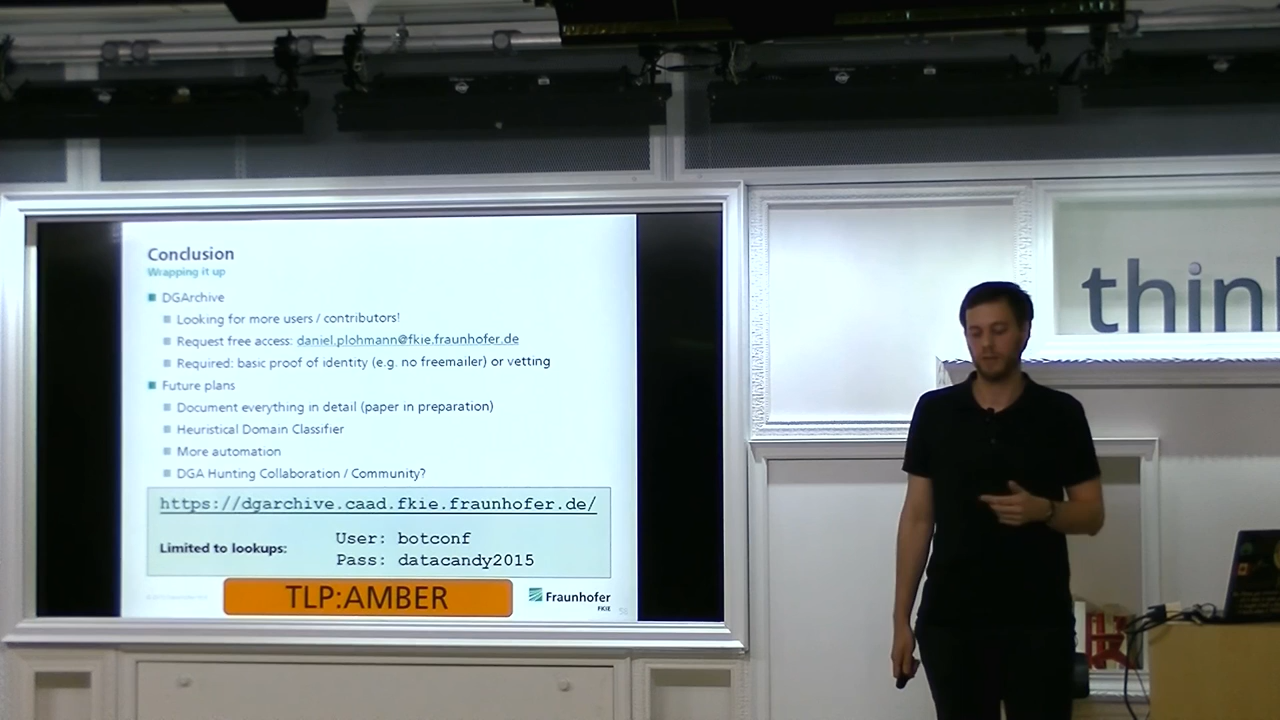 Conclusion
Wrapping it up
DGArchive
Looking for more users / contributors!
Request free access: daniel.plohmann@fkie.fraunhofer.de
Required: basic proof of identity (e.g. no freemailer) or vetting
Future plans
Document everything in detail (paper in preparation)
Heuristical Domain Classifier
More automation
DGA Hunting Collaboration / Community?
https://dgarchive.caad.fkie.fraunhofer.de/
Limited to lookups:
User: botconf
Pass: datacandy2015
TLP:AMBER
Fraunhofer
FKIE
thin